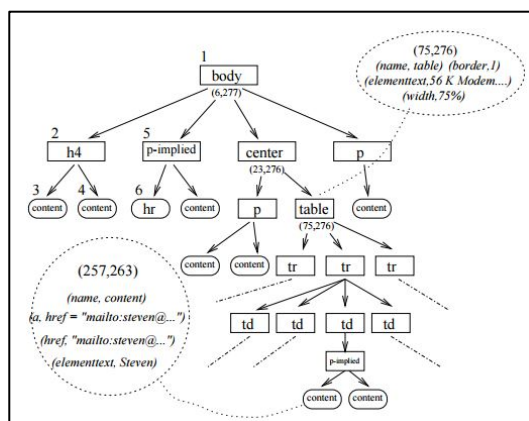 1
body
(6,277)
(75,276)
(name, table) (border,1)
(elementtext,56 K Modem....)
(width,75%)
2
h4
5
p-implied
center
(23,276)
p
3
content
4
content
6
hr
content
p
table
(75,276)
content
content
content
tr
tr
tr
(257,263)
(name, content)
(a, href = "mailto:steven@...")
(href, "mailto:steven@...")
(elementtext, Steven)
td
td
td
td
p-implied
content
content